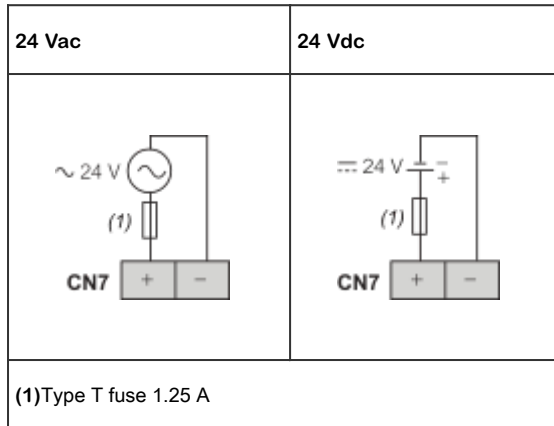 24 Vac
24 Vdc
∼ 24 V
(1)
CN7 + −
⎓ 24 V − +
(1)
CN7 + −
(1)Type T fuse 1.25 A